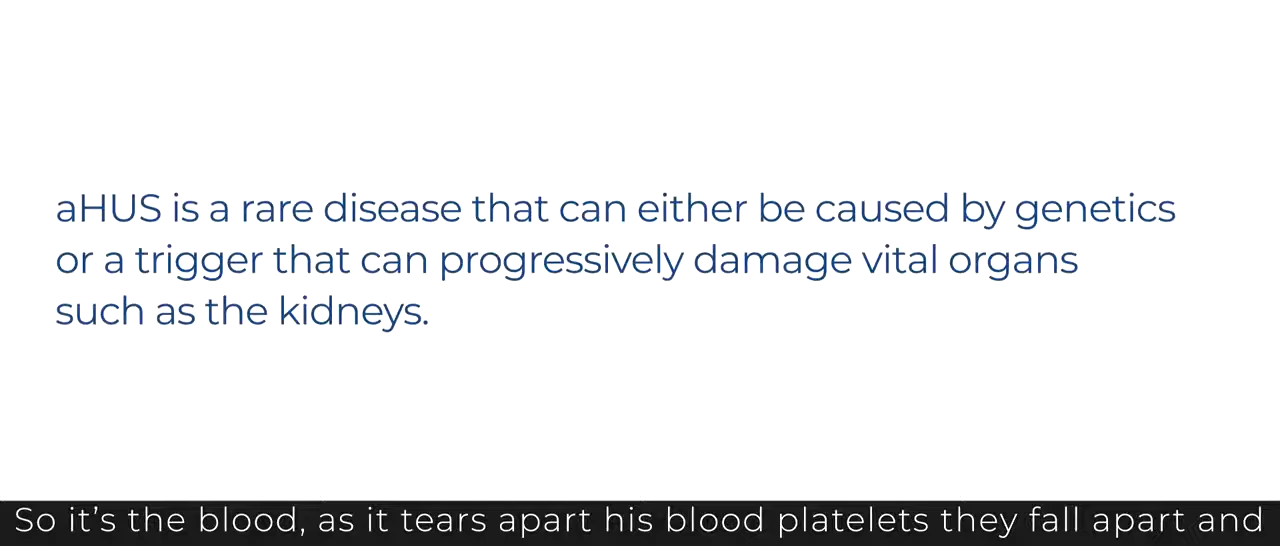 aHUS is a rare disease that can either be caused by genetics
or a trigger that can progressively damage vital organs
such as the kidneys.
So it’s the blood, as it tears apart his blood platelets they fall apart and